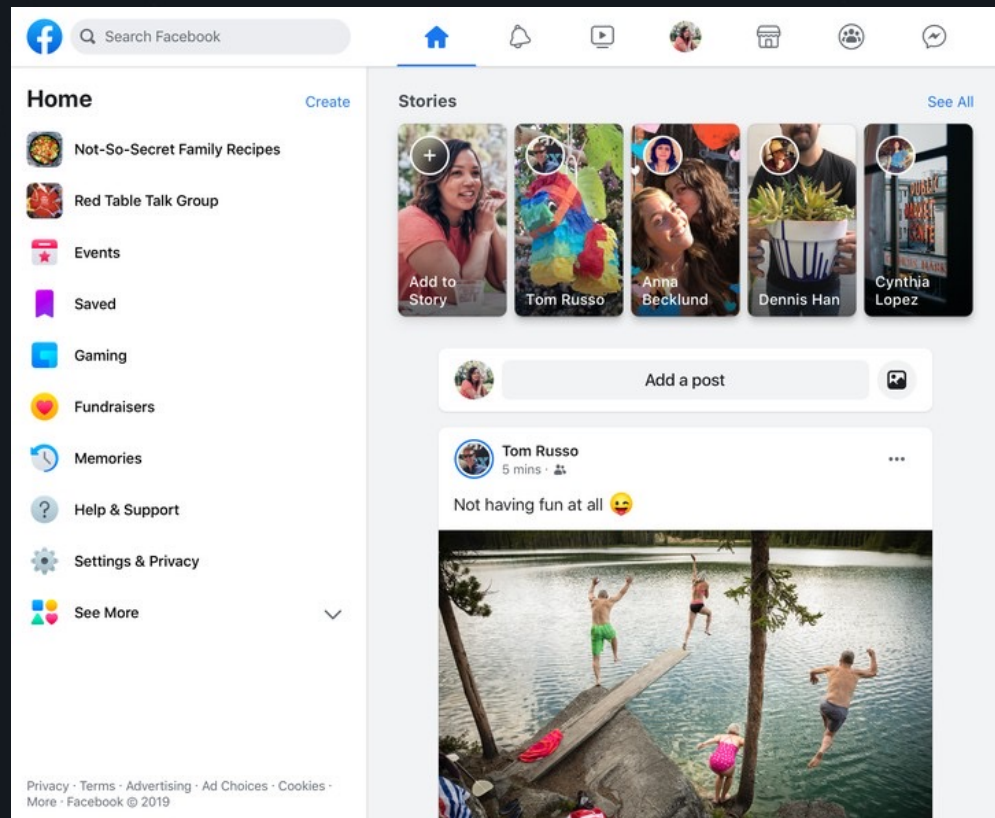 Search Facebook
Home
Create
Not-So-Secret Family Recipes
Red Table Talk Group
Events
Saved
Gaming
Fundraisers
Memories
Help & Support
Settings & Privacy
See More
Privacy · Terms · Advertising · Ad Choices · Cookies ·
More · Facebook © 2019
Stories
See All
Add to
Story
Tom Russo
Anna
Becklund
Dennis Han
PUBLIC
MARKET
Cynthia
Lopez
Add a post
Tom Russo
5 mins ·
Not having fun at all 😜